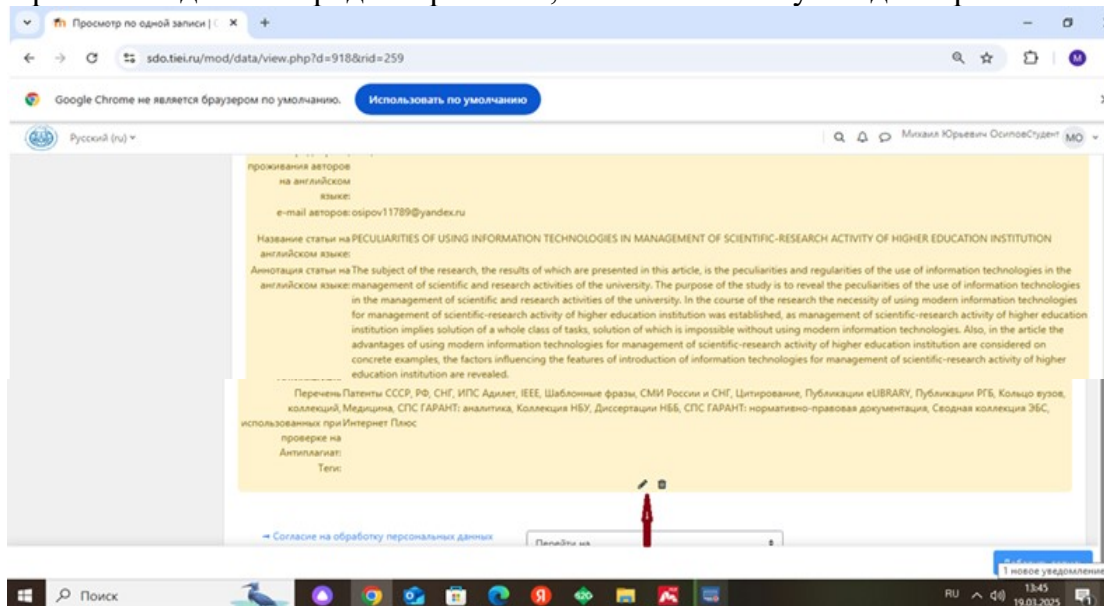 Просмотр по одной записи | С
sdo.tiei.ru/mod/data/view.php?d=918&rid=259
Google Chrome не является браузером по умолчанию. Использовать по умолчанию
Русский (ru)
Михаил Юрьевич ОсиповСтудент МО
проживания авторов
на английском
языке:
e-mail авторов: osipov11789@yandex.ru
Название статьи на PECULIARITIES OF USING INFORMATION TECHNOLOGIES IN MANAGEMENT OF SCIENTIFIC-RESEARCH ACTIVITY OF HIGHER EDUCATION INSTITUTION
английском языке:
Аннотация статьи на The subject of the research, the results of which are presented in this article, is the peculiarities and regularities of the use of information technologies in the
английском языке: management of scientific and research activities of the university. The purpose of the study is to reveal the peculiarities of the use of information technologies
in the management of scientific and research activities of the university. In the course of the research the necessity of using modern information technologies
for management of scientific-research activity of higher education institution was established, as management of scientific-research activity of higher education
institution implies solution of a whole class of tasks, solution of which is impossible without using modern information technologies. Also, in the article the
advantages of using modern information technologies for management of scientific-research activity of higher education institution are considered on
concrete examples, the factors influencing the features of introduction of information technologies for management of scientific-research activity of higher
education institution are revealed.
Перечень Патенты СССР, РФ, СНГ, ИПС Адилет, IEEE, Шаблонные фразы, СМИ России и СНГ, Цитирование, Публикации eLIBRARY, Публикации РГБ, Кольцо вузов,
коллекций, Медицина, СПС ГАРАНТ: аналитика, Коллекция НБУ, Диссертации НББ, СПС ГАРАНТ: нормативно-правовая документация, Сводная коллекция ЭБС,
использованных при Интернет Плюс
проверке на
Антиплагиат:
Теги:
Согласие на обработку персональных данных
Перейти на
1 новое уведомление
Поиск
RU
13:45
19.03.2025